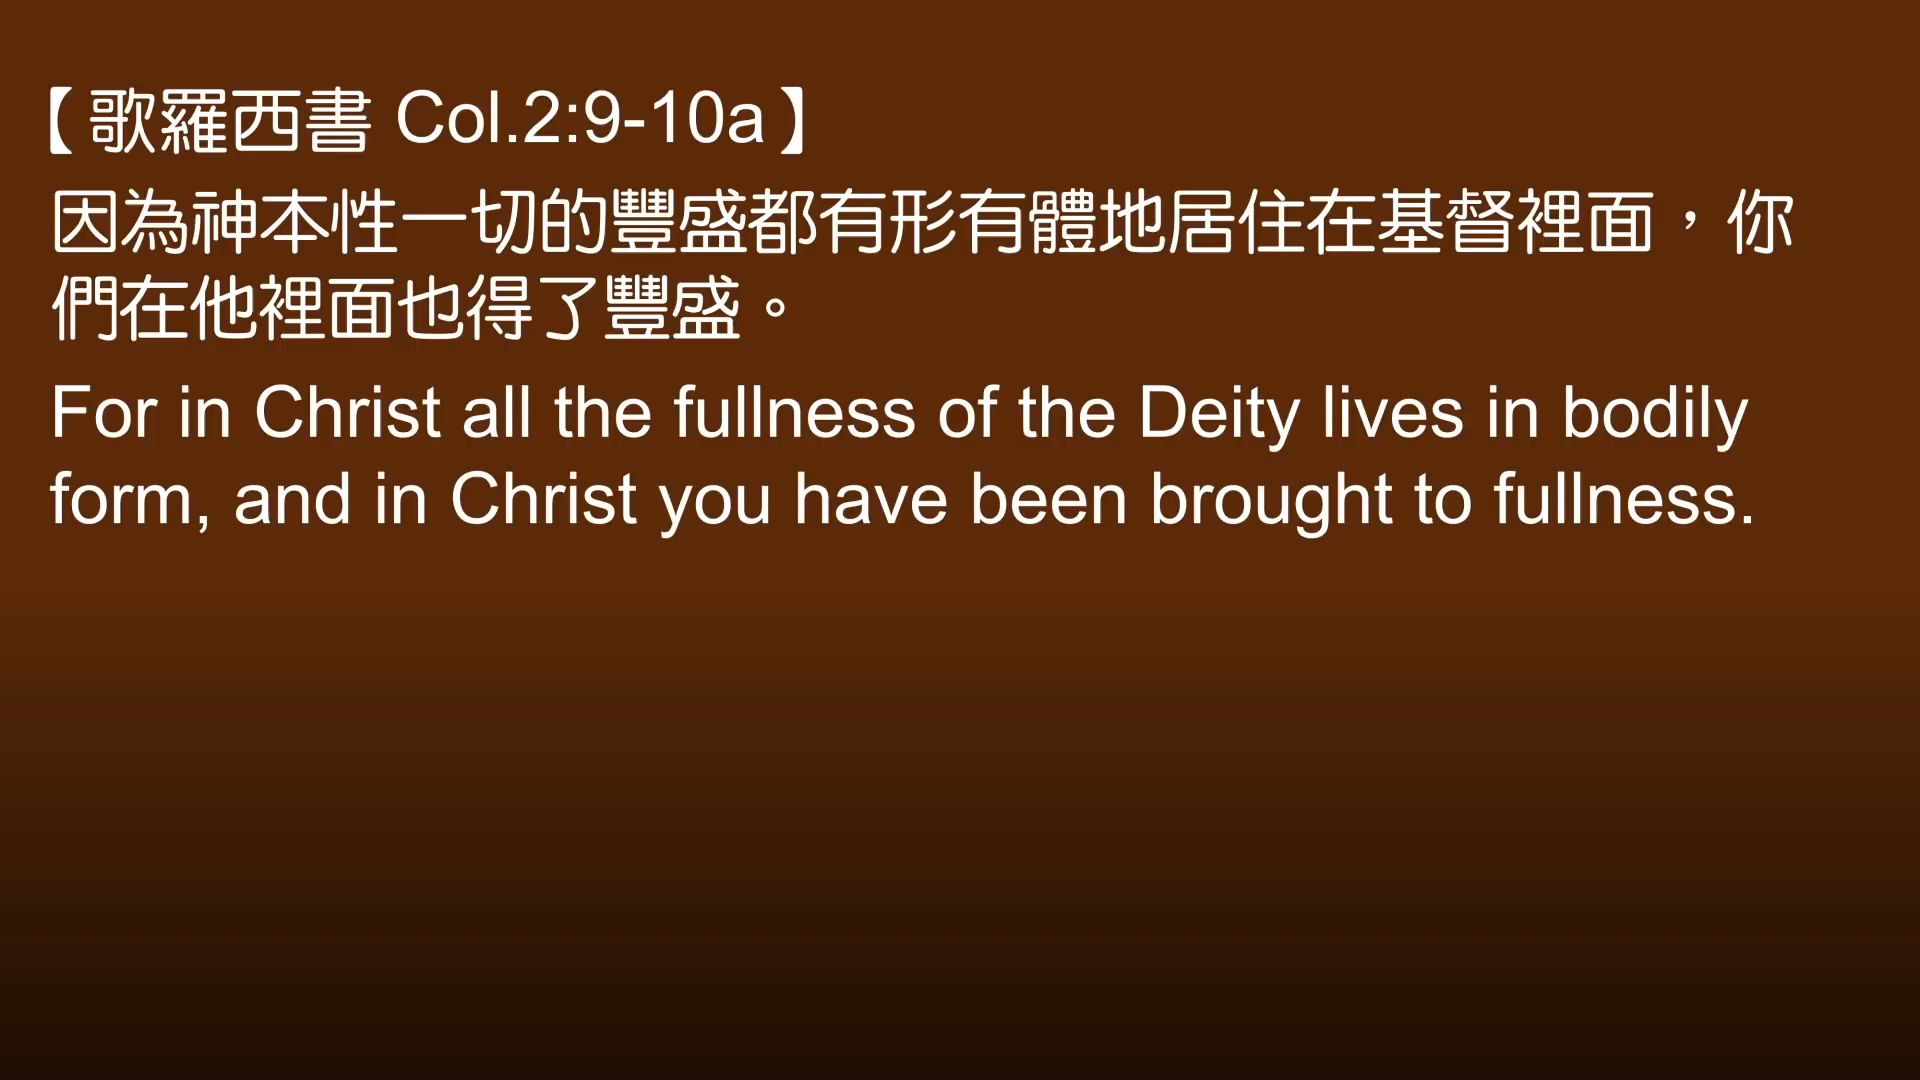 【歌羅西書 Col.2:9-10a】
因為神本性一切的豐盛都有形有體地居住在基督裡面，你
們在他裡面也得了豐盛。
For in Christ all the fullness of the Deity lives in bodily
form, and in Christ you have been brought to fullness.